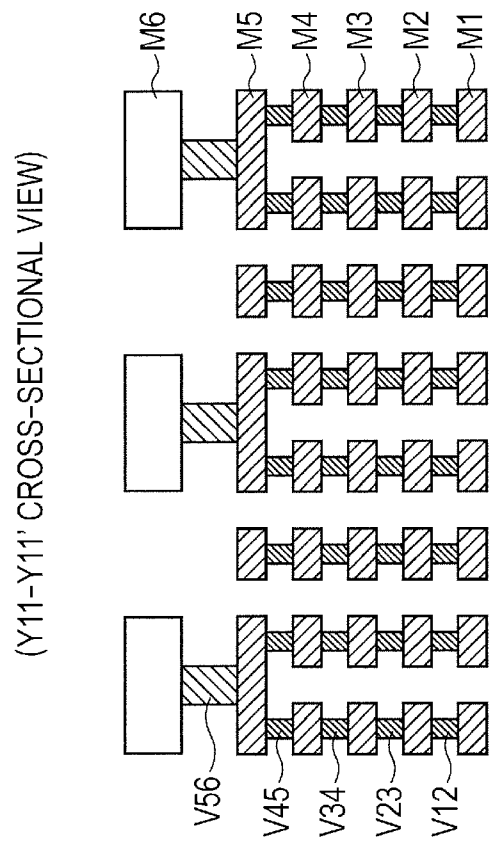 (Y11-Y11' CROSS-SECTIONAL VIEW)
M6
M5
M4
M3
M2
M1
V56
V45
V34
V23
V12